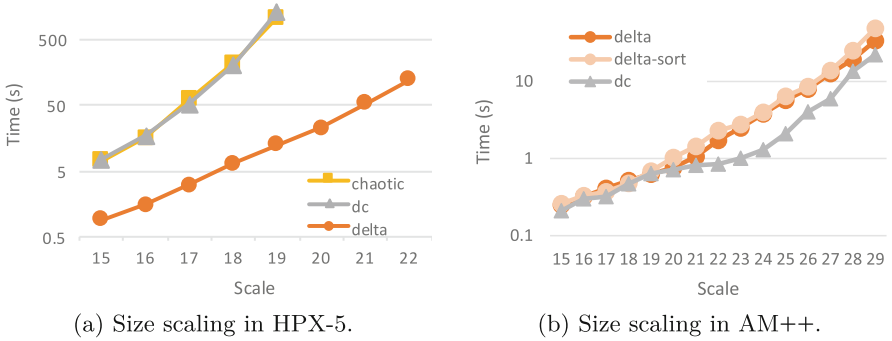 500
50
5
0.5
Time (s)
15 16 17 18 19 20 21 22
Scale
chaotic
dc
delta
(a) Size scaling in HPX-5.
delta
delta-sort
dc
10
1
0.1
Time (s)
15 16 17 18 19 20 21 22 23 24 25 26 27 28 29
Scale
(b) Size scaling in AM++.